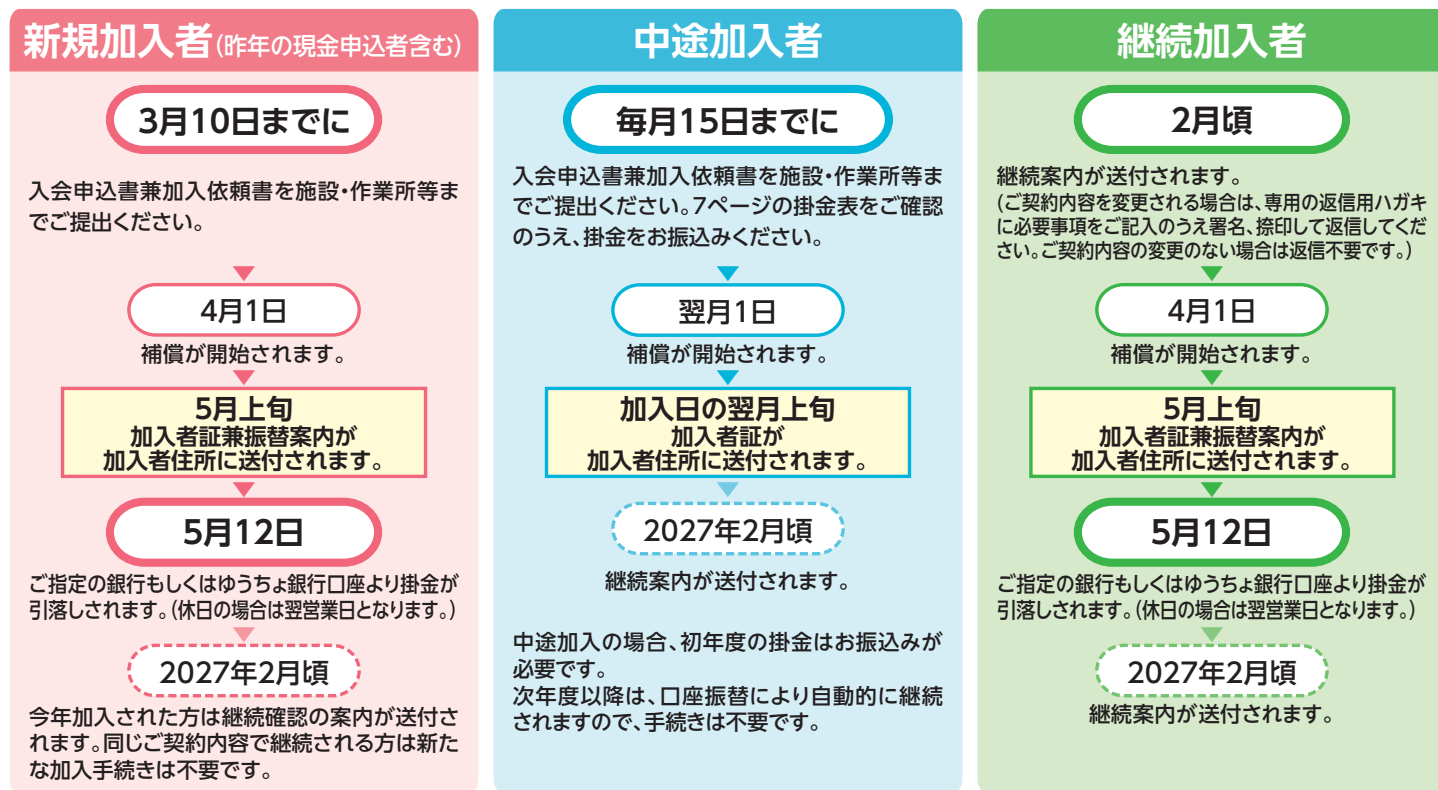 新規加入者(昨年の現金申込者含む)
3月10日までに
入会申込書兼加入依頼書を施設・作業所等ま
でご提出ください。
4月1日
補償が開始されます。
5月上旬
加入者証兼振替案内が
加入者住所に送付されます。
5月12日
ご指定の銀行もしくはゆうちょ銀行口座より掛金が
引落しされます。(休日の場合は翌営業日となります。)
2027年2月頃
今年加入された方は継続確認の案内が送付さ
れます。同じご契約内容で継続される方は新た
な加入手続きは不要です。
中途加入者
毎月15日までに
入会申込書兼加入依頼書を施設・作業所等ま
でご提出ください。7ページの掛金表をご確認
のうえ、掛金をお振込みください。
翌月1日
補償が開始されます。
加入日の翌月上旬
加入者証が
加入者住所に送付されます。
2027年2月頃
継続案内が送付されます。
中途加入の場合、初年度の掛金はお振込みが
必要です。
次年度以降は、口座振替により自動的に継続
されますので、手続きは不要です。
継続加入者
2月頃
継続案内が送付されます。
(ご契約内容を変更される場合は、専用の返信用ハガキ
に必要事項をご記入のうえ署名、捺印して返信してくだ
さい。ご契約内容の変更のない場合は返信不要です。)
4月1日
補償が開始されます。
5月上旬
加入者証兼振替案内が
加入者住所に送付されます。
5月12日
ご指定の銀行もしくはゆうちょ銀行口座より掛金が
引落しされます。(休日の場合は翌営業日となります。)
2027年2月頃
継続案内が送付されます。